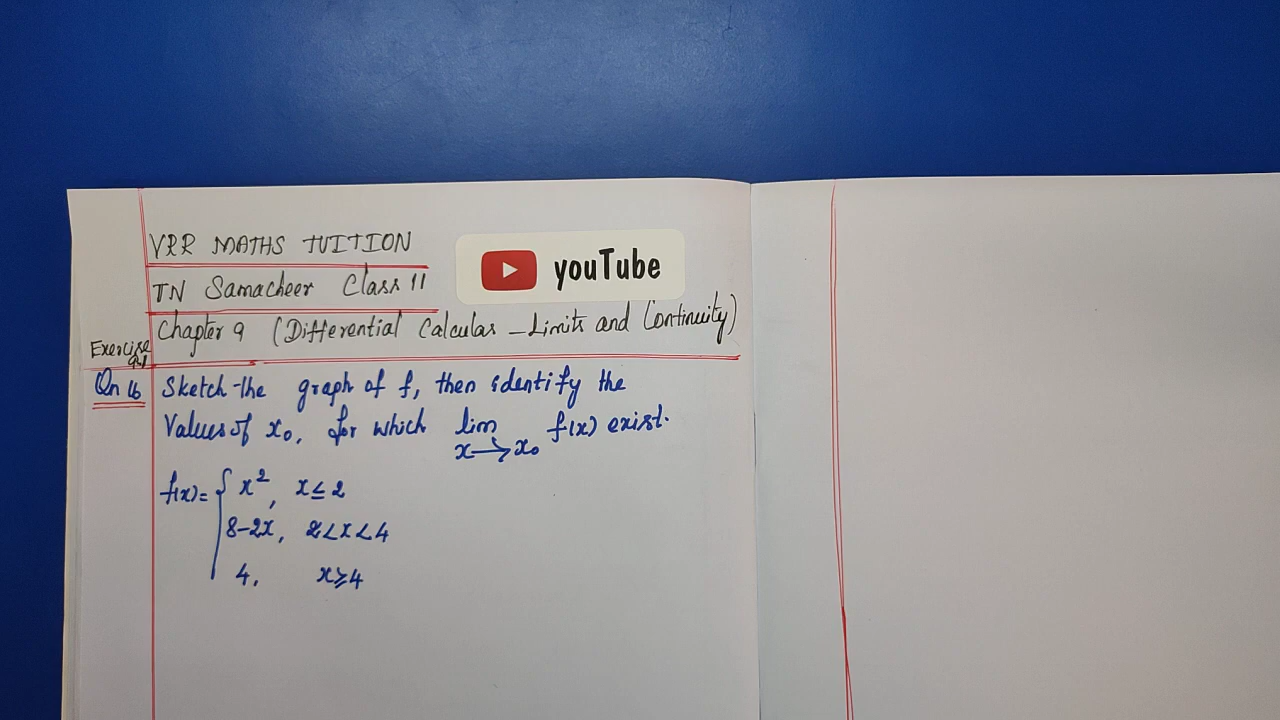 VRR MATHS TUITION
youTube
TN Samacheer Class 11
Chapter 9 (Differential Calculas - Limits and Continuity)
Exercise 9.1
Qn 16 Sketch the graph of f, then identify the
Values of x₀, for which lim x→x₀ f(x) exist.
f(x) = { x², x ≤ 2
8-2x, 2<x<4
4, x ≥ 4